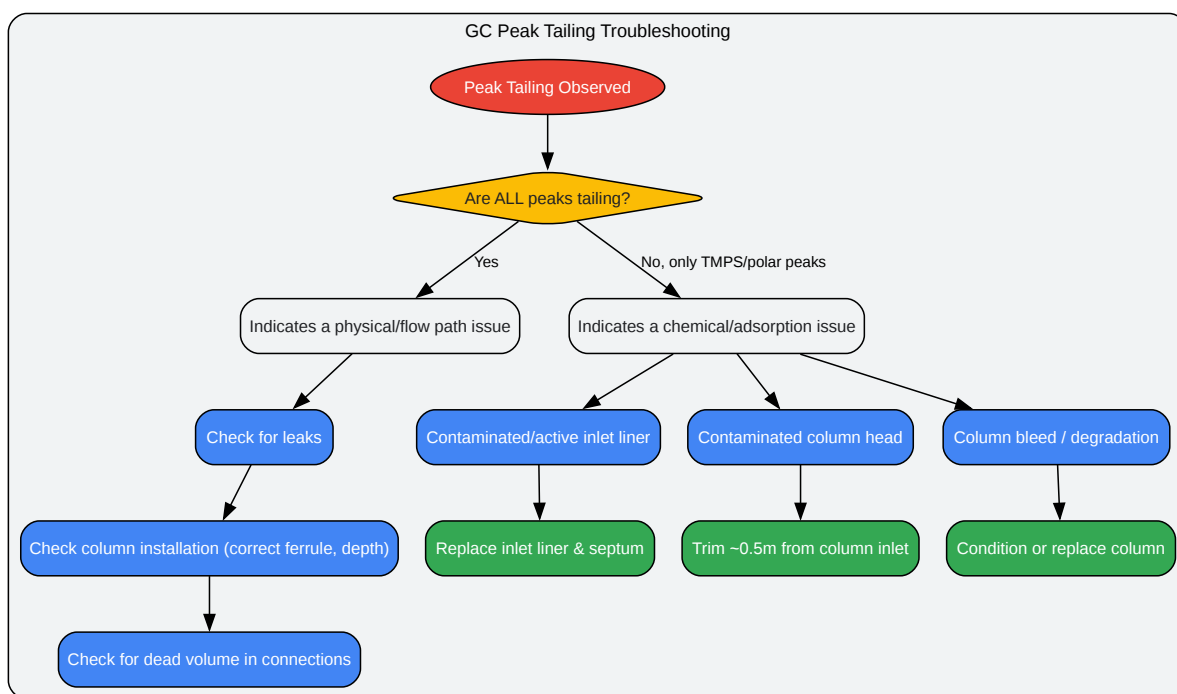 GC Peak Tailing Troubleshooting
Peak Tailing Observed
Are ALL peaks tailing?
Yes
No, only TMPS/polar peaks
Indicates a physical/flow path issue
Indicates a chemical/adsorption issue
Check for leaks
Contaminated/active inlet liner
Contaminated column head
Column bleed / degradation
Check column installation (correct ferrule, depth)
Replace inlet liner & septum
Trim ~0.5m from column inlet
Condition or replace column
Check for dead volume in connections